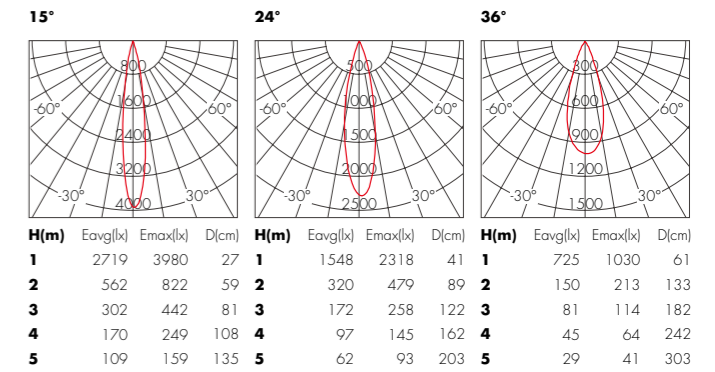 15° 24° 36°
800 500 300
1600 1000 600
-60° 60° -60° 60° -60° 60°
2400 1500 900
3200 2000 1200
-30° 30° -30° 30° -30° 30°
4000 2500 1500
H(m) Eavg(lx) Emax(lx) D(cm) H(m) Eavg(lx) Emax(lx) D(cm) H(m) Eavg(lx) Emax(lx) D(cm)
1 2719 3980 27 1 1548 2318 41 1 725 1030 61
2 562 822 59 2 320 479 89 2 150 213 133
3 302 442 81 3 172 258 122 3 81 114 182
4 170 249 108 4 97 145 162 4 45 64 242
5 109 159 135 5 62 93 203 5 29 41 303